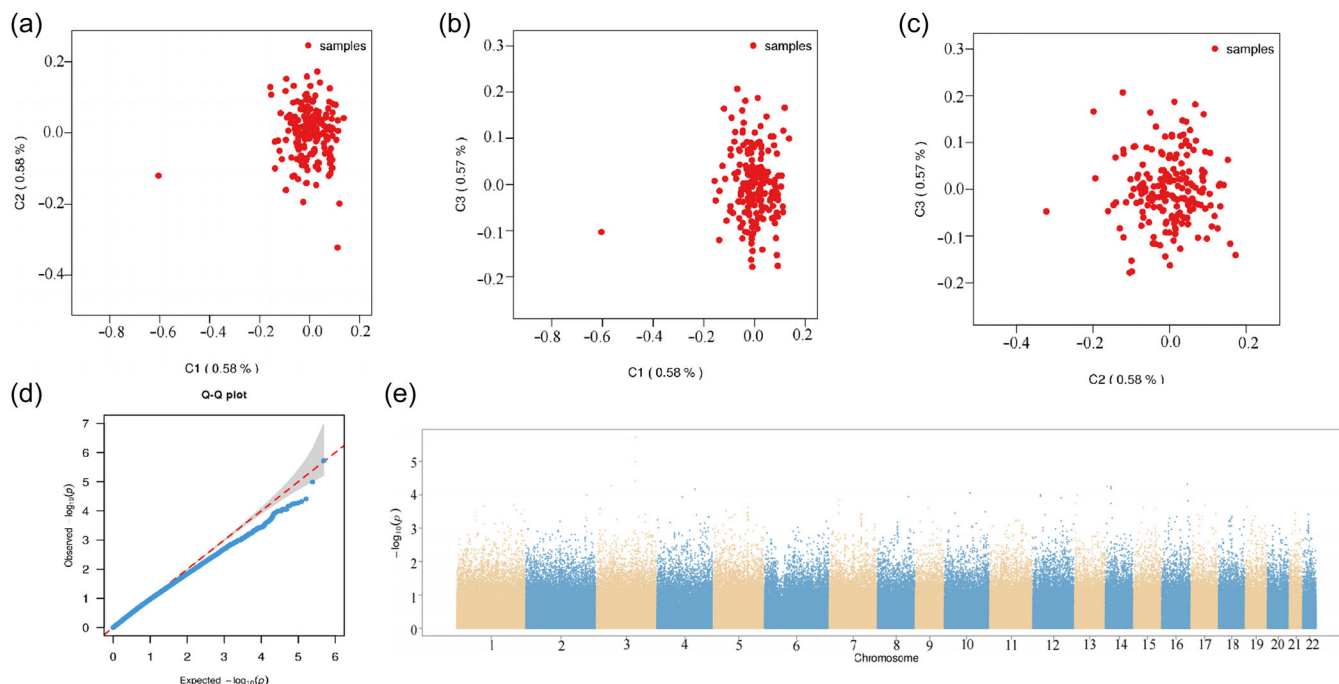 (a)
samples
0.2
0.0
−0.2
−0.4
C2 ( 0.58 % )
−0.8 −0.6 −0.4 −0.2 0.0 0.2
C1 ( 0.58 % )
(b)
samples
0.3
0.2
0.1
0.0
−0.1
−0.2
C3 ( 0.57 % )
−0.8 −0.6 −0.4 −0.2 0.0 0.2
C1 ( 0.58 % )
(c)
samples
0.3
0.2
0.1
0.0
−0.1
−0.2
C3 ( 0.57 % )
−0.4 −0.2 0.0 0.2
C2 ( 0.58 % )
(d)
Q-Q plot
7
6
5
4
3
2
1
0
Observed −log₁₀(p)
0 1 2 3 4 5 6
Expected −log₁₀(p)
(e)
5
4
3
2
1
0
−log₁₀(p)
1 2 3 4 5 6 7 8 9 10 11 12 13 14 15 16 17 18 19 20 21 22
Chromosome